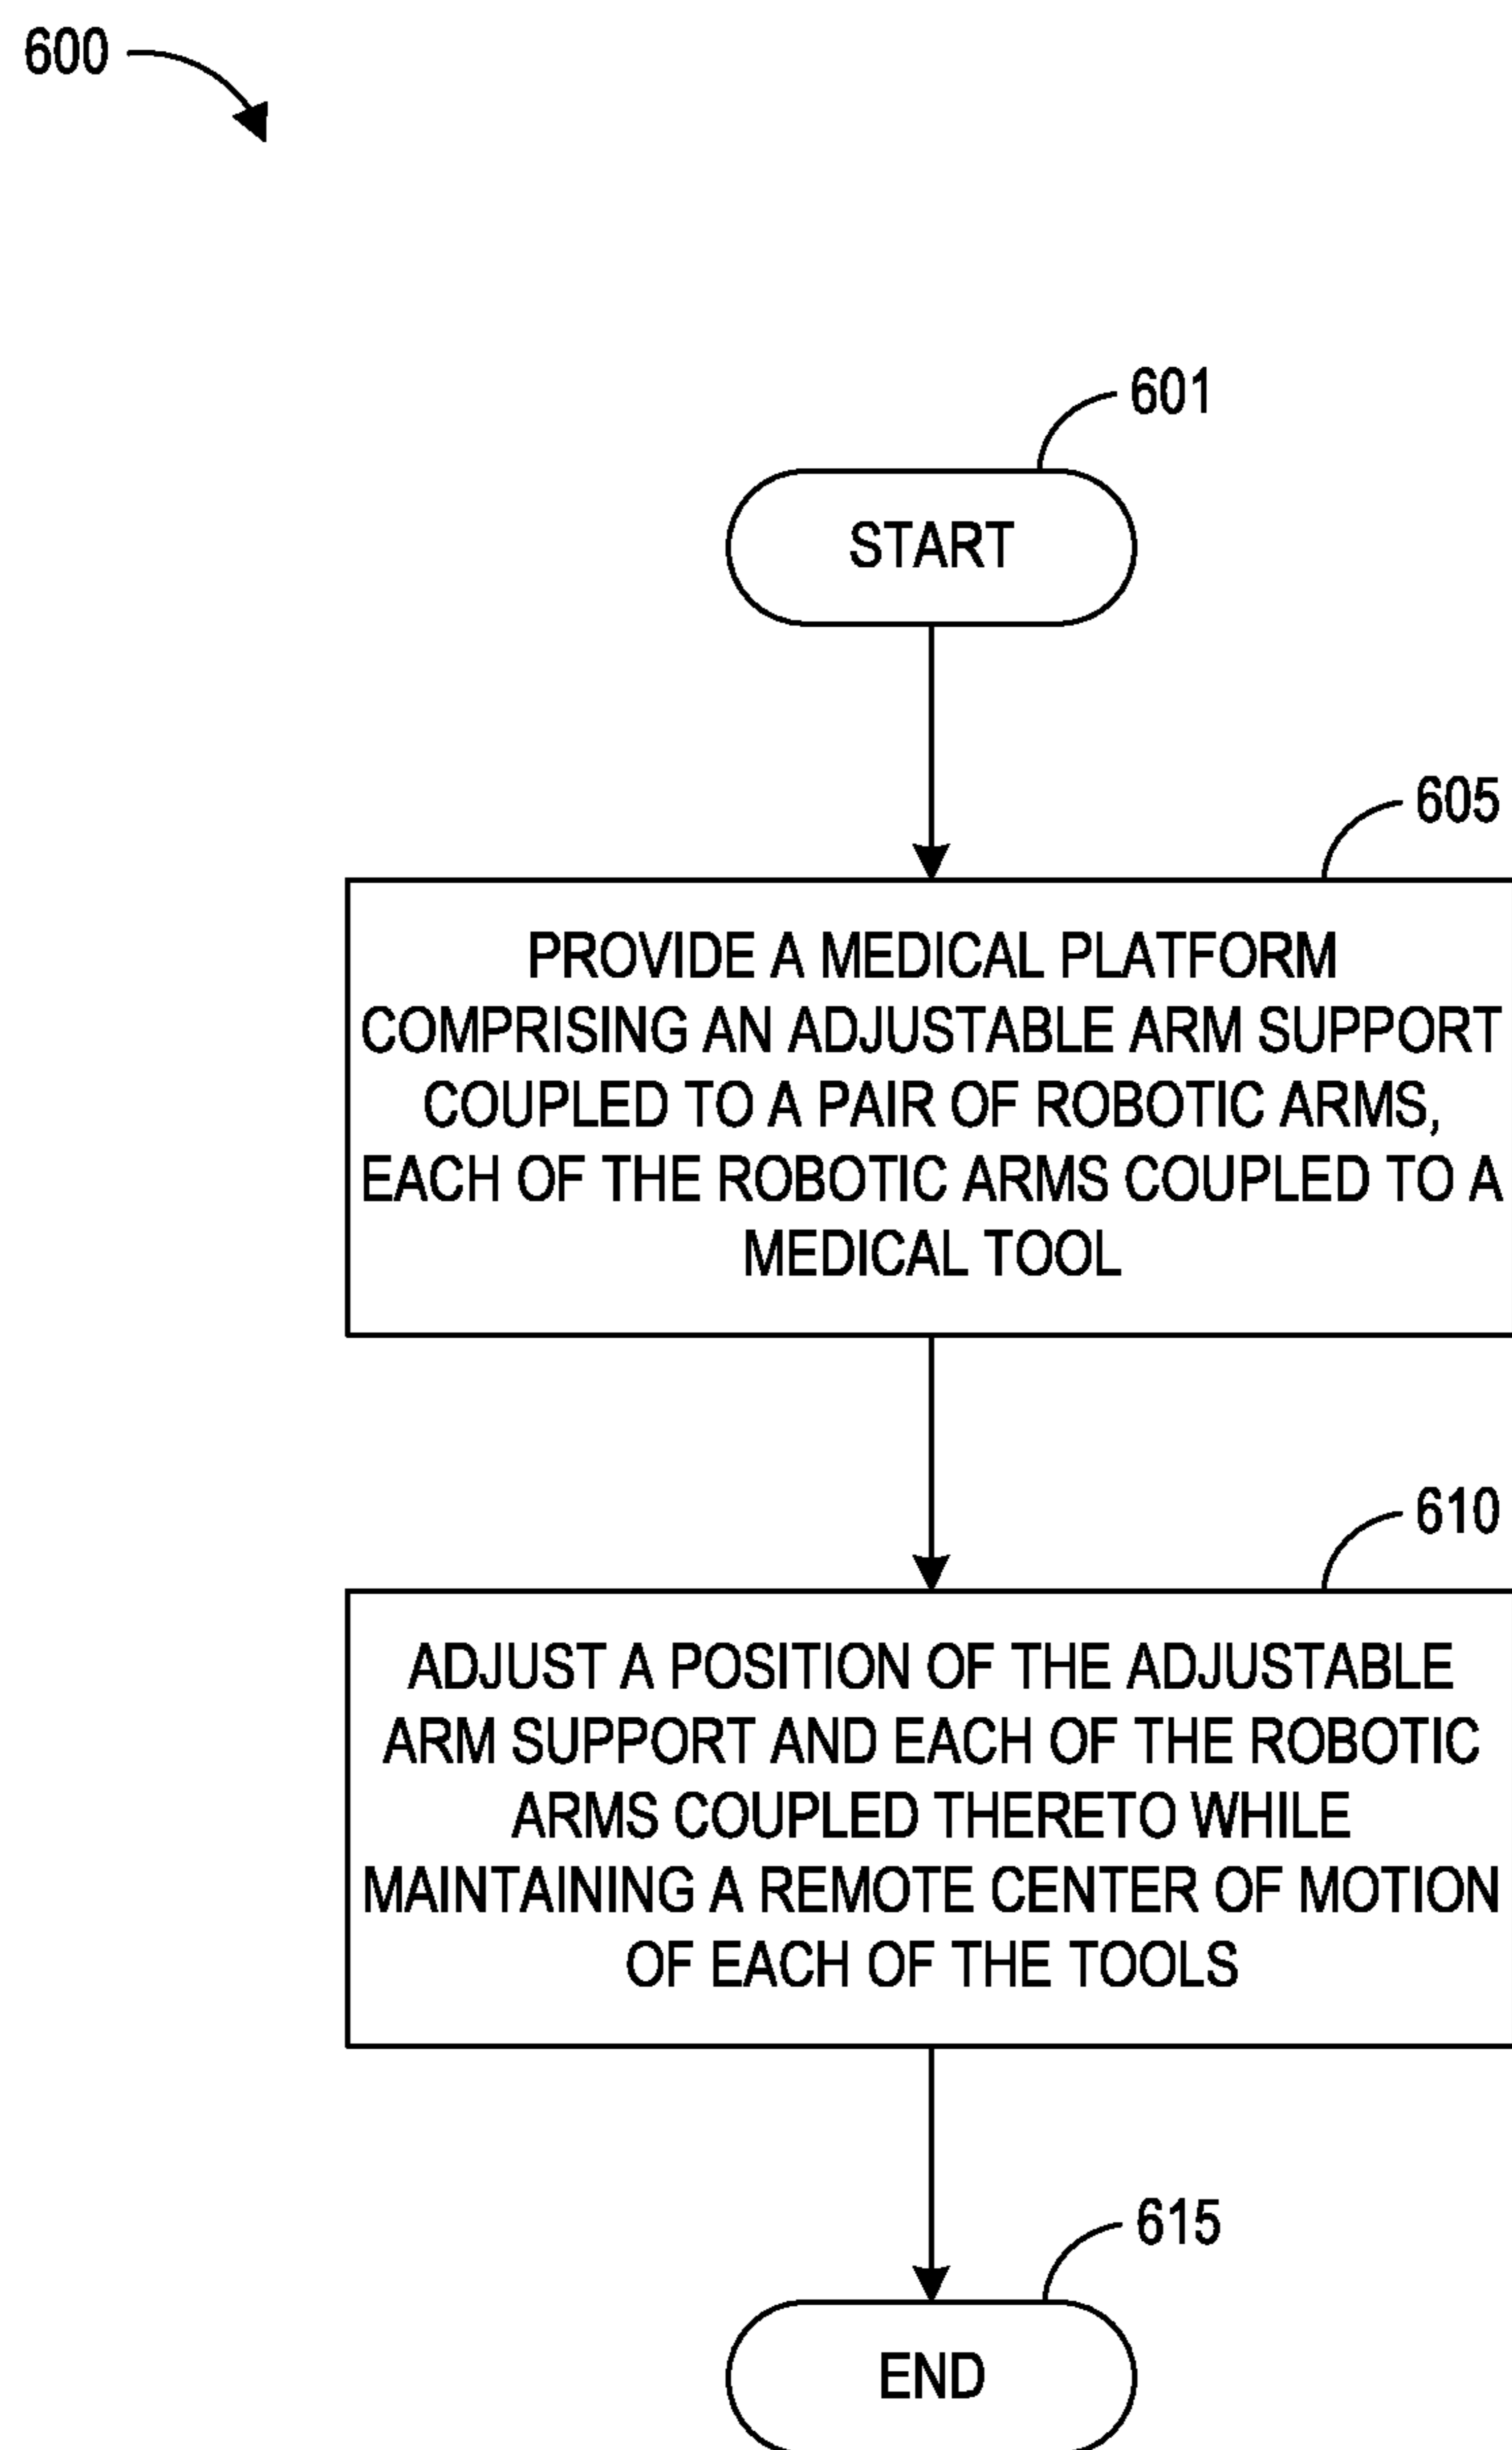 600
601
START
605
PROVIDE A MEDICAL PLATFORM
COMPRISING AN ADJUSTABLE ARM SUPPORT
COUPLED TO A PAIR OF ROBOTIC ARMS,
EACH OF THE ROBOTIC ARMS COUPLED TO A
MEDICAL TOOL
610
ADJUST A POSITION OF THE ADJUSTABLE
ARM SUPPORT AND EACH OF THE ROBOTIC
ARMS COUPLED THERETO WHILE
MAINTAINING A REMOTE CENTER OF MOTION
OF EACH OF THE TOOLS
615
END